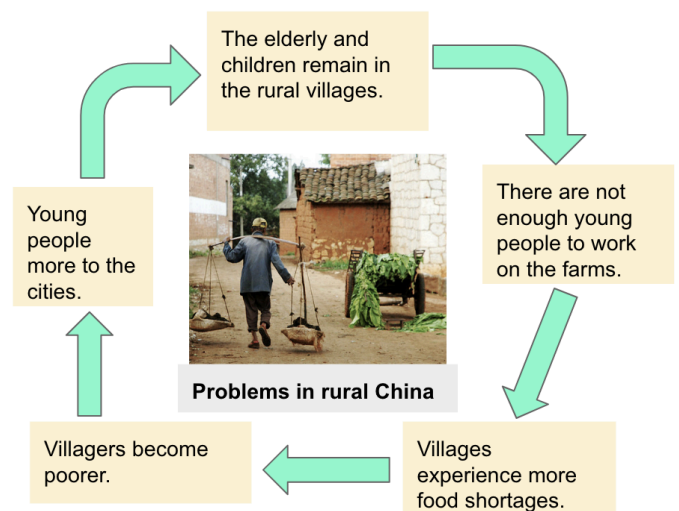 The elderly and
children remain in
the rural villages.
There are not
enough young
people to work
on the farms.
Villages
experience more
food shortages.
Villagers become
poorer.
Young
people
more to the
cities.
Problems in rural China